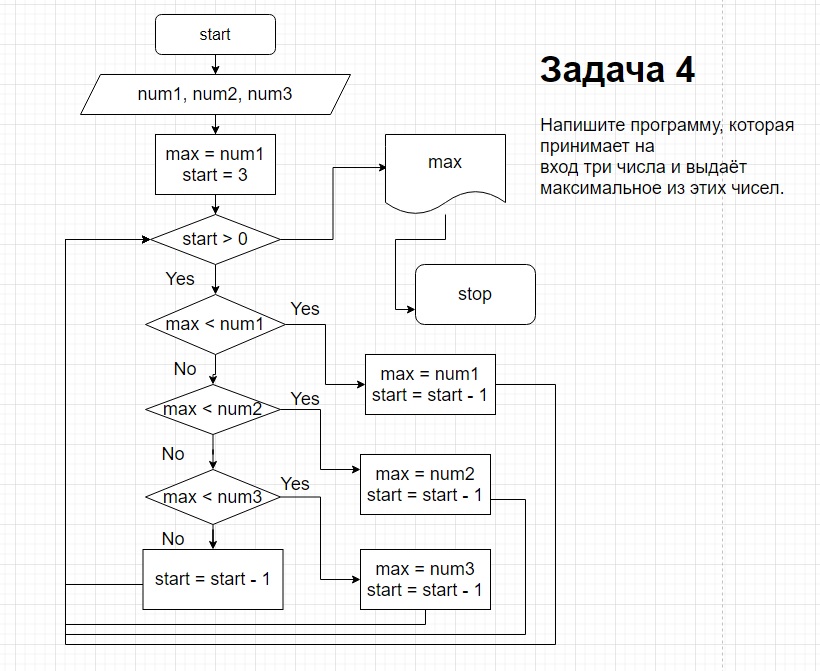 start
num1, num2, num3
max = num1
start = 3
start > 0
Yes
max < num1
Yes
No
max < num2
Yes
No
max < num3
Yes
No
start = start - 1
max
stop
max = num1
start = start - 1
max = num2
start = start - 1
max = num3
start = start - 1
Задача 4
Напишите программу, которая
принимает на
вход три числа и выдаёт
максимальное из этих чисел.